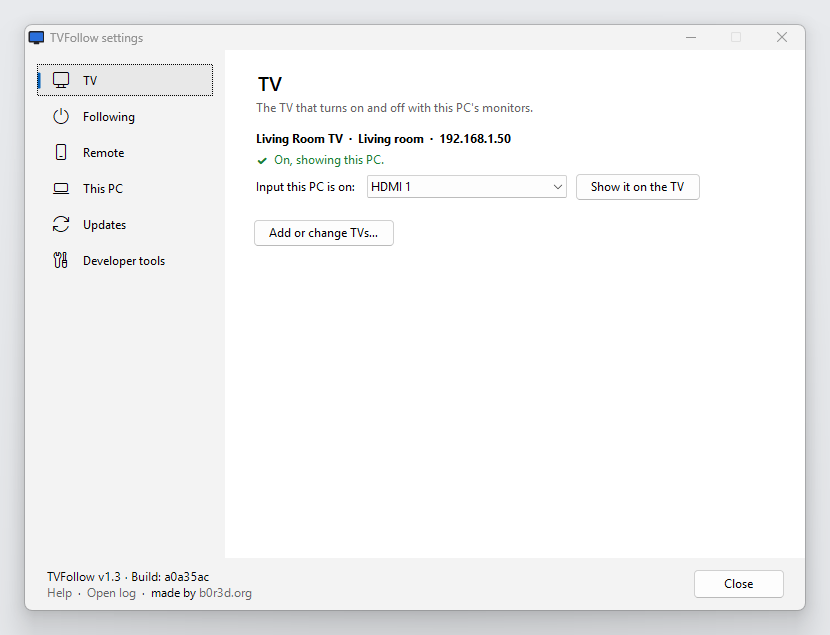 TVFollow settings
TV
Following
Remote
This PC
Updates
Developer tools
TV
The TV that turns on and off with this PC's monitors.
Living Room TV · Living room · 192.168.1.50
On, showing this PC.
Input this PC is on: HDMI 1 Show it on the TV
Add or change TVs...
TVFollow v1.3 · Build: a0a35ac
Help · Open log · made by b0r3d.org
Close